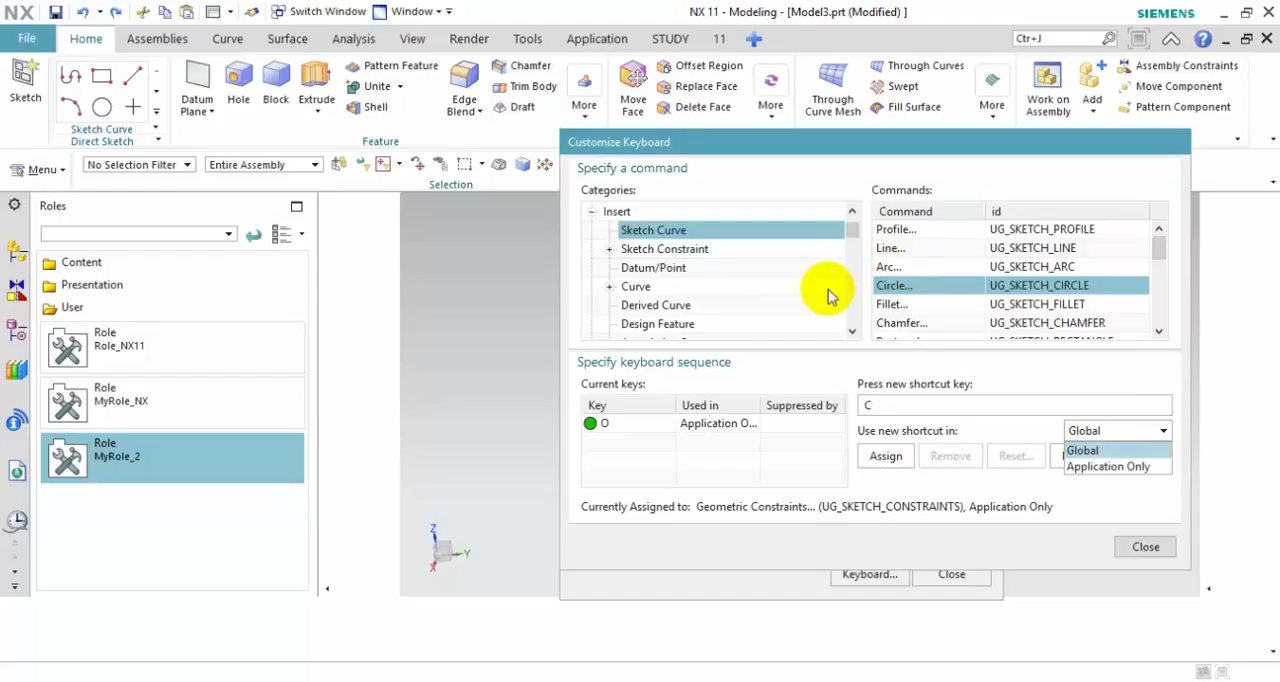 NX
Switch Window
Window
NX 11 - Modeling - [Model3.prt (Modified) ]
SIEMENS
File
Home
Assemblies
Curve
Surface
Analysis
View
Render
Tools
Application
STUDY
11
Ctr+J
Sketch
Sketch Curve
Direct Sketch
Datum
Plane
Hole
Block
Extrude
Pattern Feature
Unite
Shell
Edge
Blend
Chamfer
Trim Body
Draft
More
Feature
Move
Face
Offset Region
Replace Face
Delete Face
More
Through
Curve Mesh
Through Curves
Swept
Fill Surface
More
Work on
Assembly
Add
Assembly Constraints
Move Component
Pattern Component
Menu
No Selection Filter
Entire Assembly
Selection
Roles
Content
Presentation
User
Role
Role_NX11
Role
MyRole_NX
Role
MyRole_2
Z
Y
X
Customize Keyboard
Specify a command
Categories:
Insert
Sketch Curve
Sketch Constraint
Datum/Point
Curve
Derived Curve
Design Feature
Commands:
Command id
Profile... UG_SKETCH_PROFILE
Line... UG_SKETCH_LINE
Arc... UG_SKETCH_ARC
Circle... UG_SKETCH_CIRCLE
Fillet... UG_SKETCH_FILLET
Chamfer... UG_SKETCH_CHAMFER
Specify keyboard sequence
Current keys:
Key Used in Suppressed by
O Application O...
Press new shortcut key:
C
Use new shortcut in: Global
Global
Application Only
Assign Remove Reset...
Currently Assigned to: Geometric Constraints... (UG_SKETCH_CONSTRAINTS), Application Only
Close
Keyboard... Close